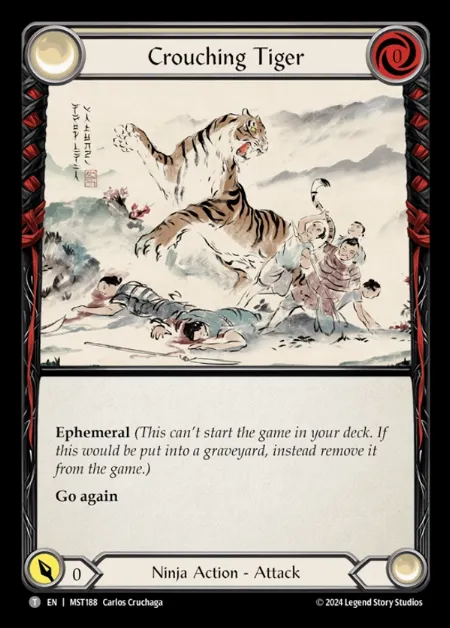 Crouching Tiger
0
Ephemeral (This can't start the game in your deck. If
this would be put into a graveyard, instead remove it
from the game.)
Go again
0
Ninja Action - Attack
T EN | MST188 Carlos Cruchaga
© 2024 Legend Story Studios